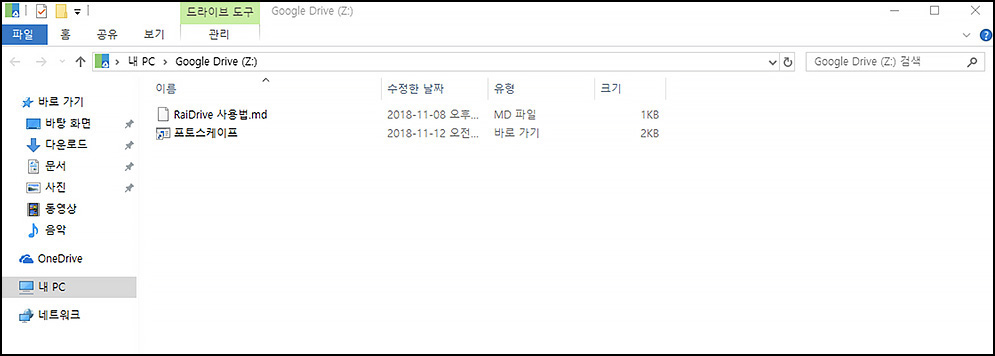 드라이브 도구 Google Drive (Z:)
파일 홈 공유 보기 관리
내 PC Google Drive (Z:) Google Drive (Z:) 검색
이름 수정한 날짜 유형 크기
RaiDrive 사용법.md 2018-11-08 오후... MD 파일 1KB
포트스케이프 2018-11-12 오전... 바로 가기 2KB
바로 가기
바탕 화면
다운로드
문서
사진
동영상
음악
OneDrive
내 PC
네트워크